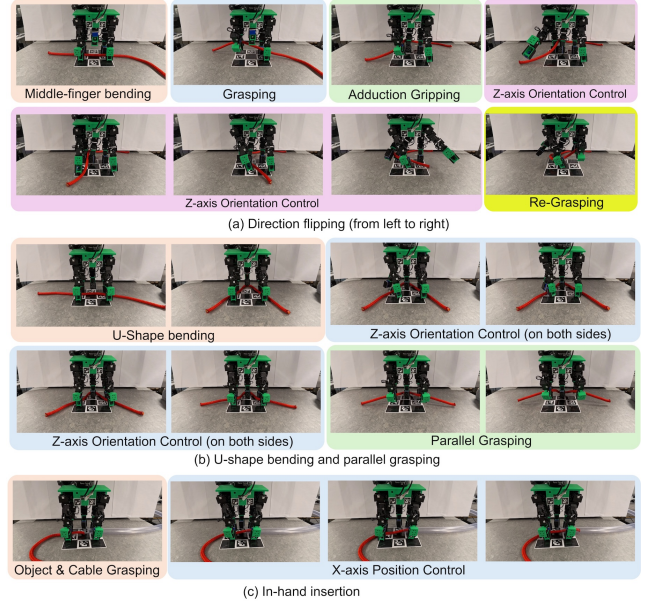 Middle-finger bending
Grasping
Adduction Gripping
Z-axis Orientation Control
Z-axis Orientation Control
Re-Grasping
(a) Direction flipping (from left to right)
U-Shape bending
Z-axis Orientation Control (on both sides)
Z-axis Orientation Control (on both sides)
Parallel Grasping
(b) U-shape bending and parallel grasping
Object & Cable Grasping
X-axis Position Control
(c) In-hand insertion